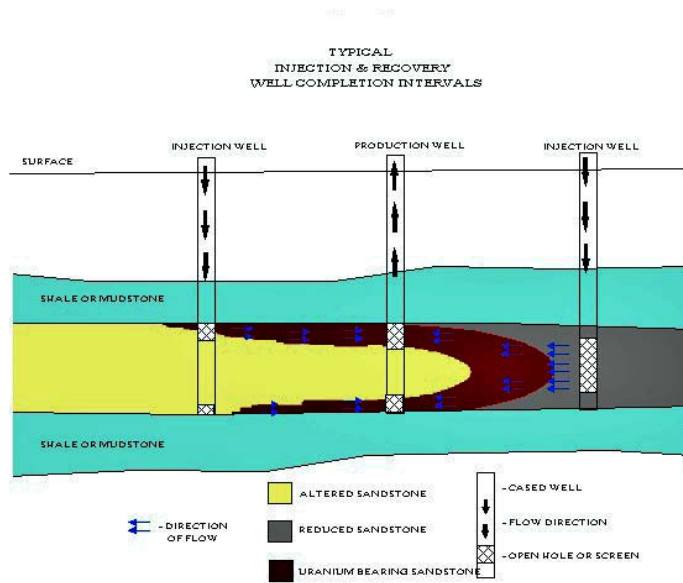 TYPICAL
INJECTION & RECOVERY
WELL COMPLETION INTERVALS
INJECTION WELL
PRODUCTION WELL
INJECTION WELL
SURFACE
SHALE OR MUDSTONE
SHALE OR MUDSTONE
- DIRECTION
OF FLOW
ALTERED SANDSTONE
REDUCED SANDSTONE
URANIUM BEARING SANDSTONE
- CASED WELL
- FLOW DIRECTION
- OPEN HOLE OR SCREEN